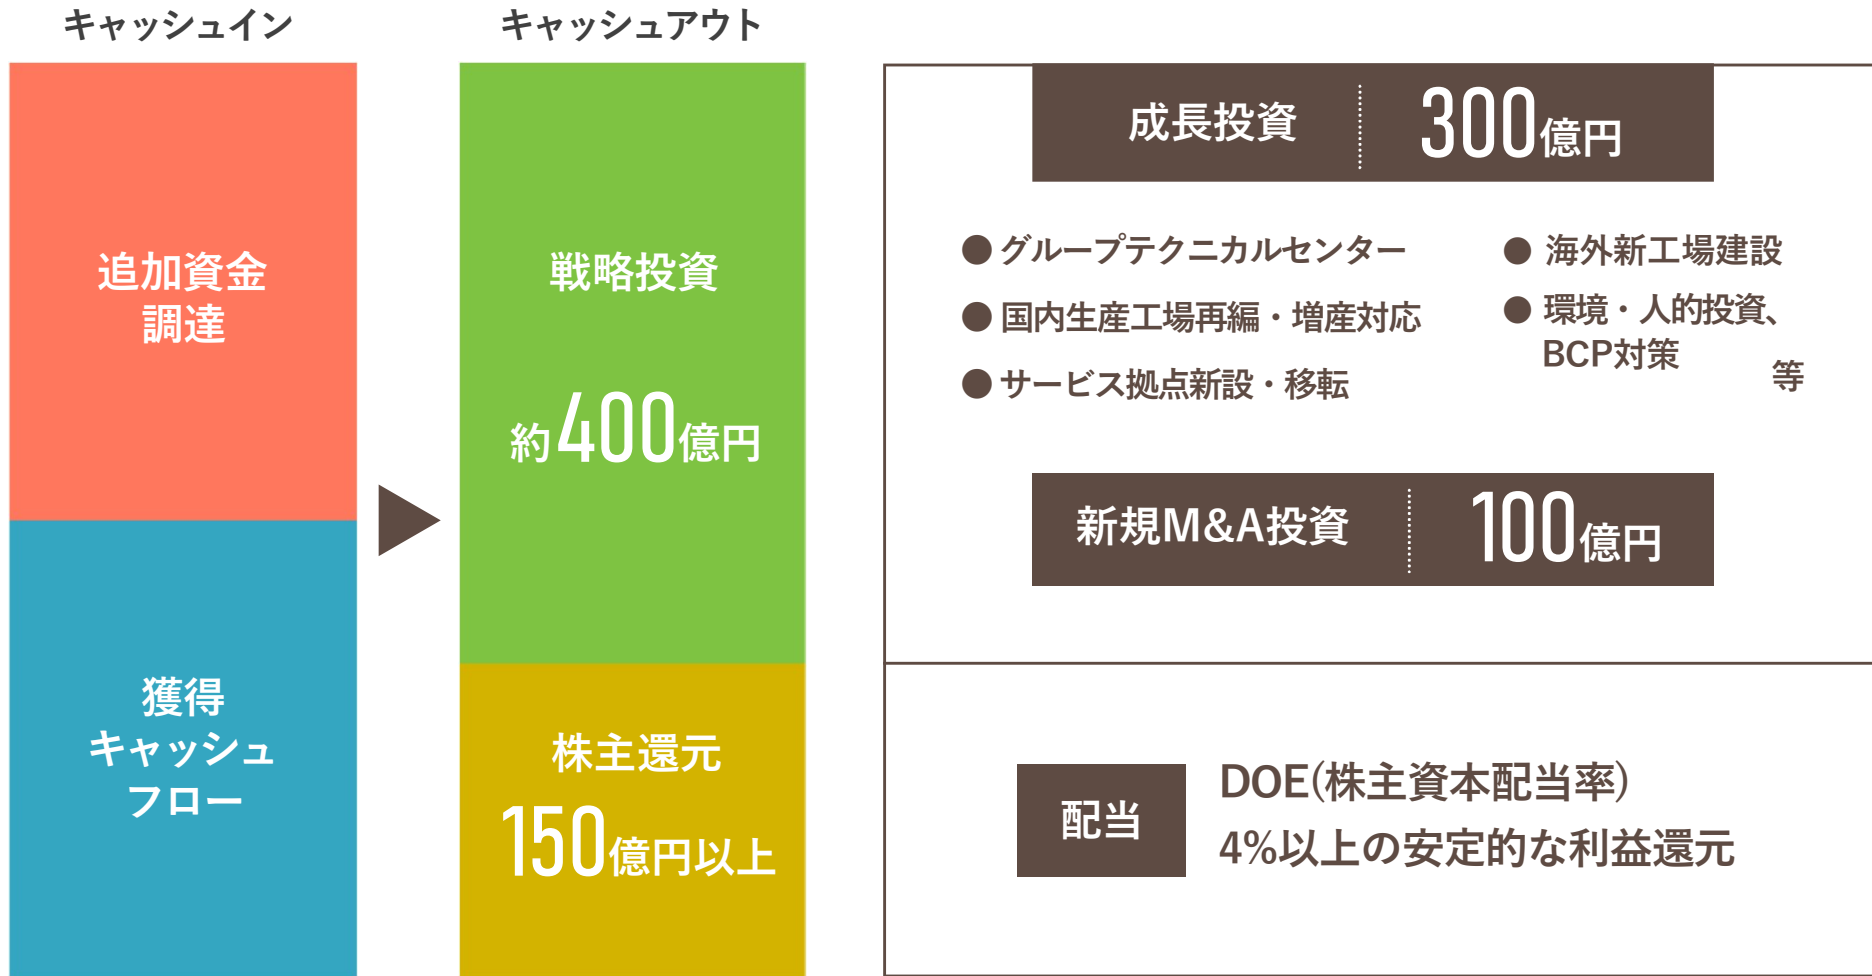 キャッシュイン
追加資金
調達
獲得
キャッシュ
フロー
キャッシュアウト
戦略投資
約400億円
株主還元
150億円以上
成長投資 300億円
●グループテクニカルセンター
●国内生産工場再編・増産対応
●サービス拠点新設・移転
●海外新工場建設
●環境・人的投資、
BCP対策
等
新規M&A投資 100億円
配当
DOE(株主資本配当率)
4%以上の安定的な利益還元